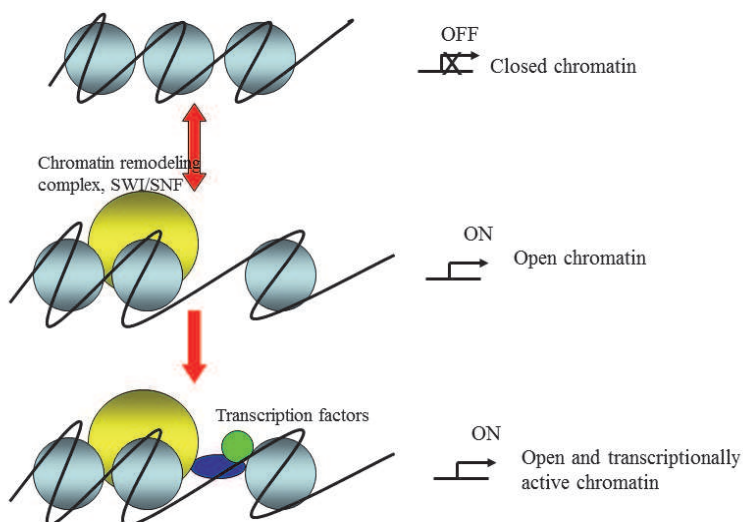 OFF
Closed chromatin
Chromatin remodeling
complex, SWI/SNF
ON
Open chromatin
Transcription factors
ON
Open and transcriptionally
active chromatin